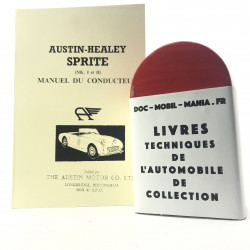 AUSTIN-HEALEY
SPRITE
(Mk. I et II)
MANUEL DU CONDUCTEU
THE AUSTIN MOTOR CO. LTD.
DOC-MOBIL-MANIA.FR
LIVRES
TECHNIQUES
DE
L'AUTOMOBILE
DE
COLLECTION